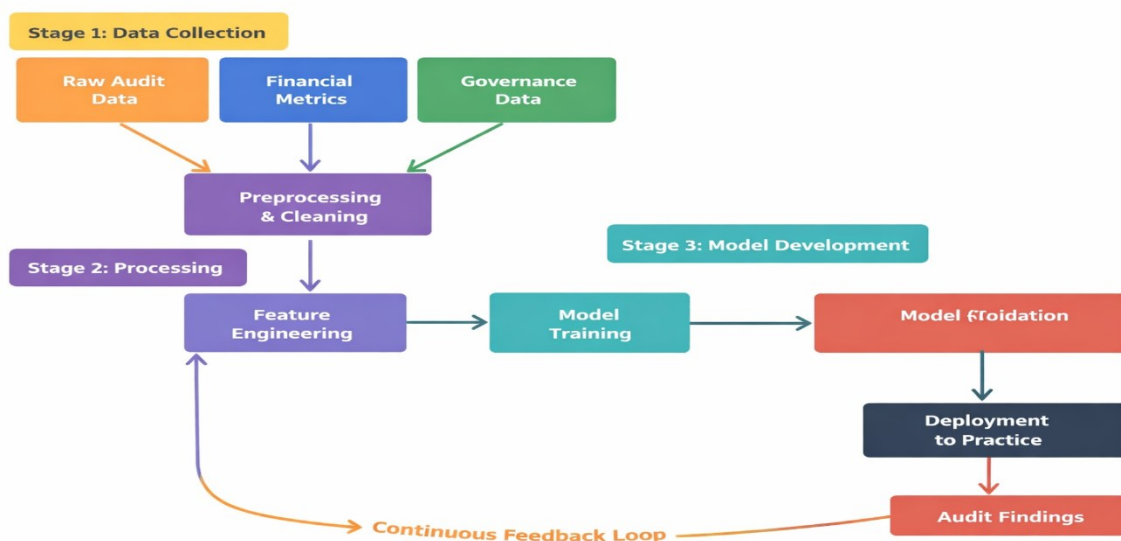 Stage 1: Data Collection
Raw Audit
Data
Financial
Metrics
Governance
Data
Preprocessing
& Cleaning
Stage 3: Model Development
Stage 2: Processing
Feature
Engineering
Model
Training
Model
Deployment
to Practice
Audit Findings
Continuous Feedback Loop